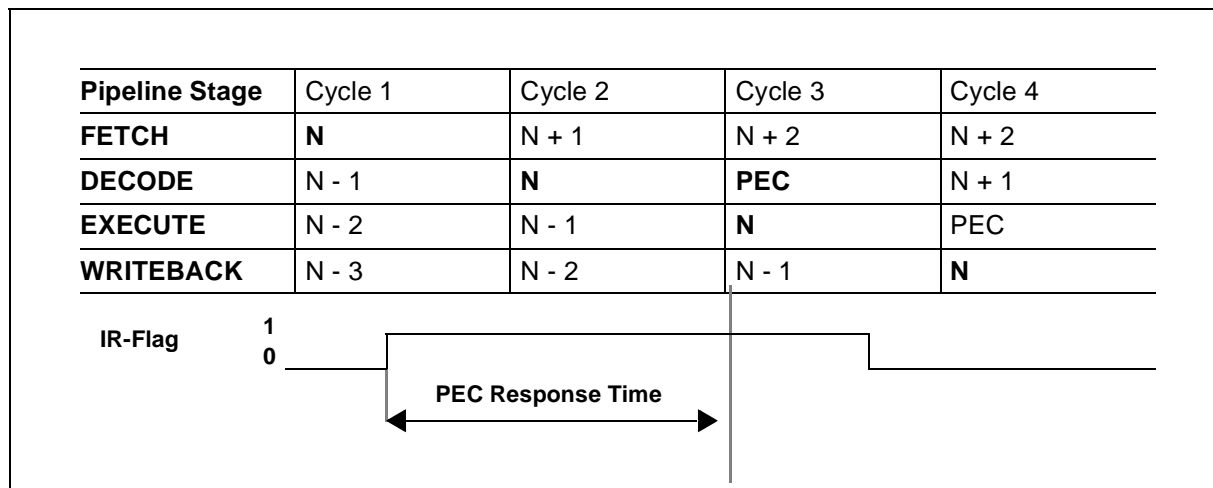 Pipeline Stage Cycle 1 Cycle 2 Cycle 3 Cycle 4
FETCH N N + 1 N + 2 N + 2
DECODE N - 1 N PEC N + 1
EXECUTE N - 2 N - 1 N PEC
WRITEBACK N - 3 N - 2 N - 1 N
IR-Flag 1
0
PEC Response Time